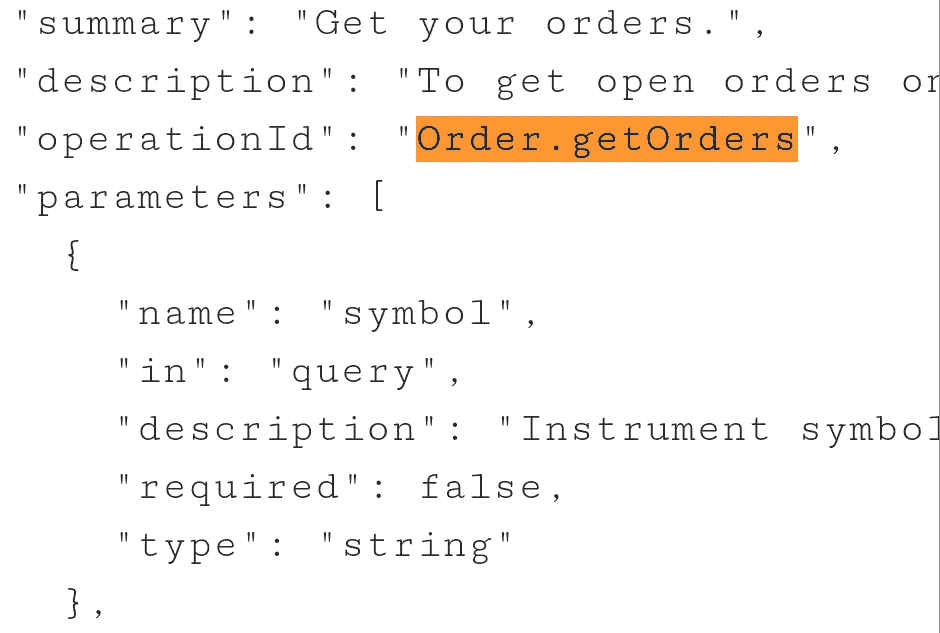 "summary": "Get your orders.",
"description": "To get open orders
"operationId": "Order.getOrders",
"parameters": [
{
"name": "symbol",
"in": "query",
"description": "Instrument symbol
"required": false,
"type": "string"
},